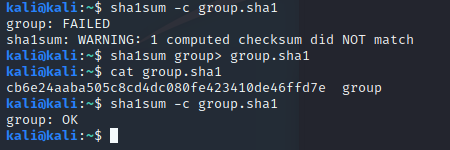 kali@kali:~$ sha1sum -c group.sha1
group: FAILED
sha1sum: WARNING: 1 computed checksum did NOT match
kali@kali:~$ sha1sum group> group.sha1
kali@kali:~$ cat group.sha1
cb6e24aaba505c8cd4dc080fe423410de46ffd7e  group
kali@kali:~$ sha1sum -c group.sha1
group: OK
kali@kali:~$